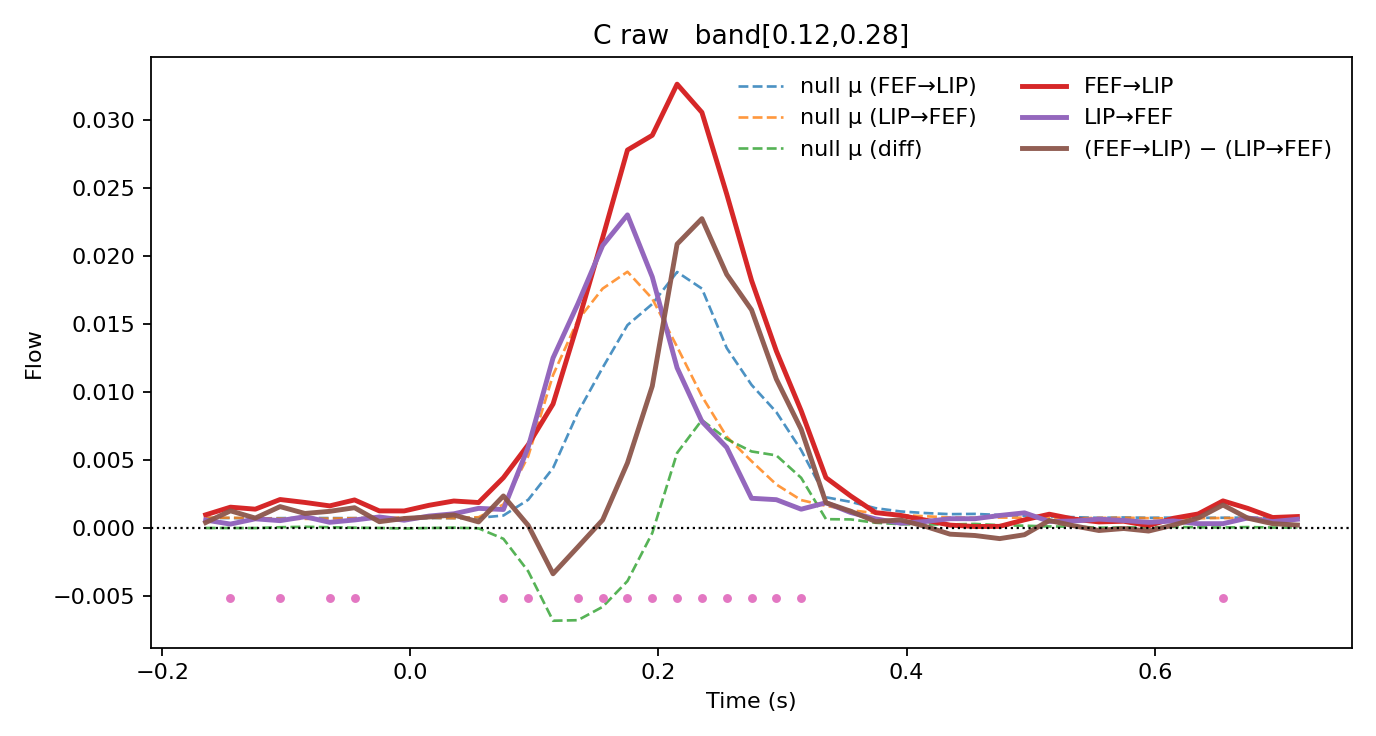 C raw   band[0.12,0.28]
null μ (FEF→LIP)
null μ (LIP→FEF)
null μ (diff)
FEF→LIP
LIP→FEF
(FEF→LIP) − (LIP→FEF)
Flow
0.030
0.025
0.020
0.015
0.010
0.005
0.000
−0.005
−0.2
0.0
0.2
0.4
0.6
Time (s)